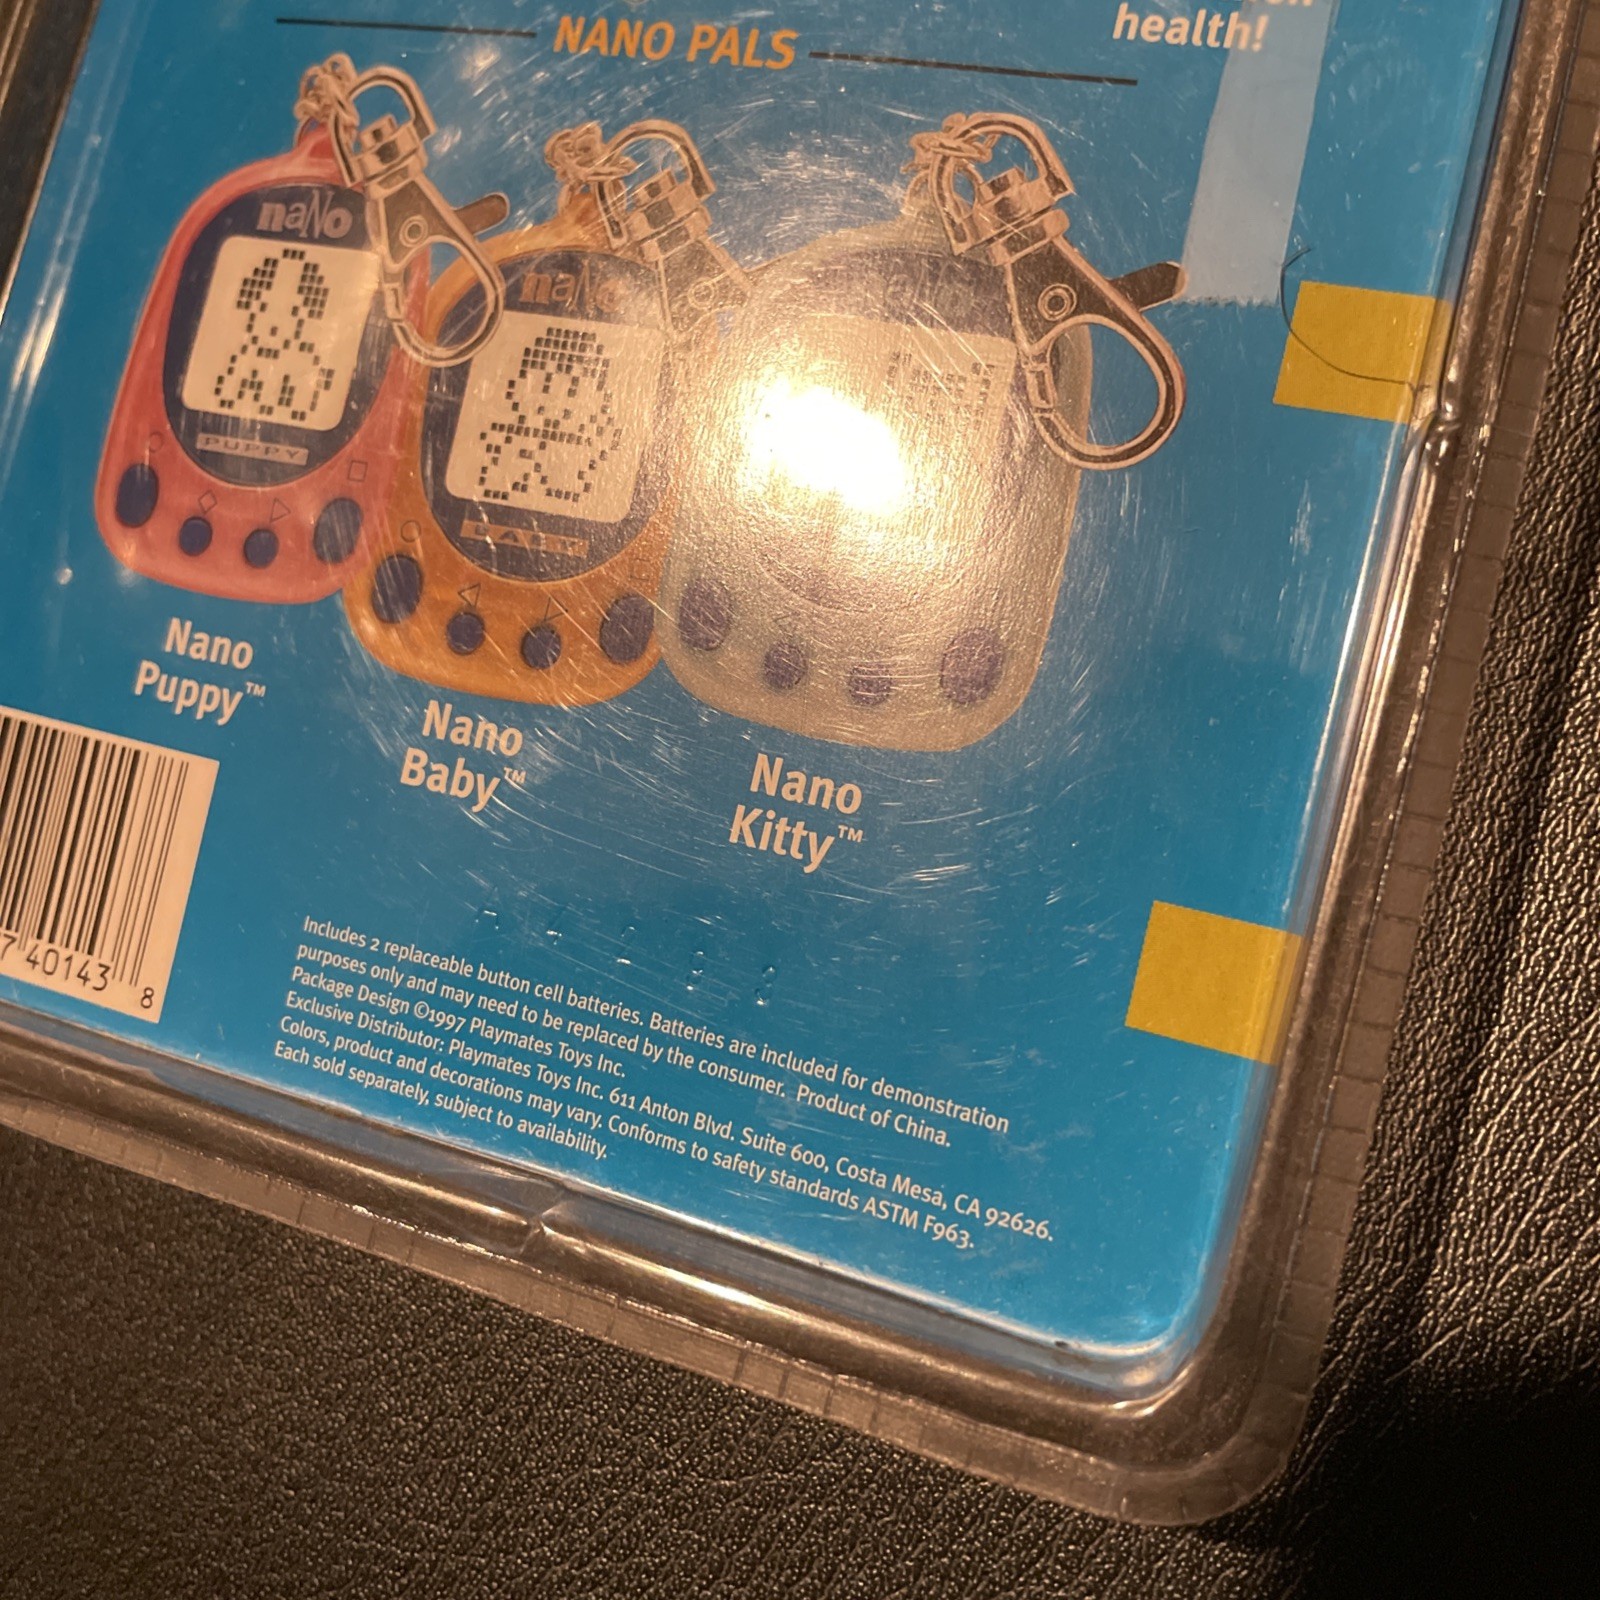 health!
NANO PALS
naNo
PUPPY
naNo
BABY
Nano
Puppy™
Nano
Baby™
Nano
Kitty™
7 40143 8
Includes 2 replaceable button cell batteries. Batteries are included for demonstration
purposes only and may need to be replaced by the consumer. Product of China.
Package Design ©1997 Playmates Toys Inc.
Exclusive Distributor: Playmates Toys Inc. 611 Anton Blvd. Suite 600, Costa Mesa, CA 92626.
Colors, product and decorations may vary. Conforms to safety standards ASTM F963.
Each sold separately, subject to availability.